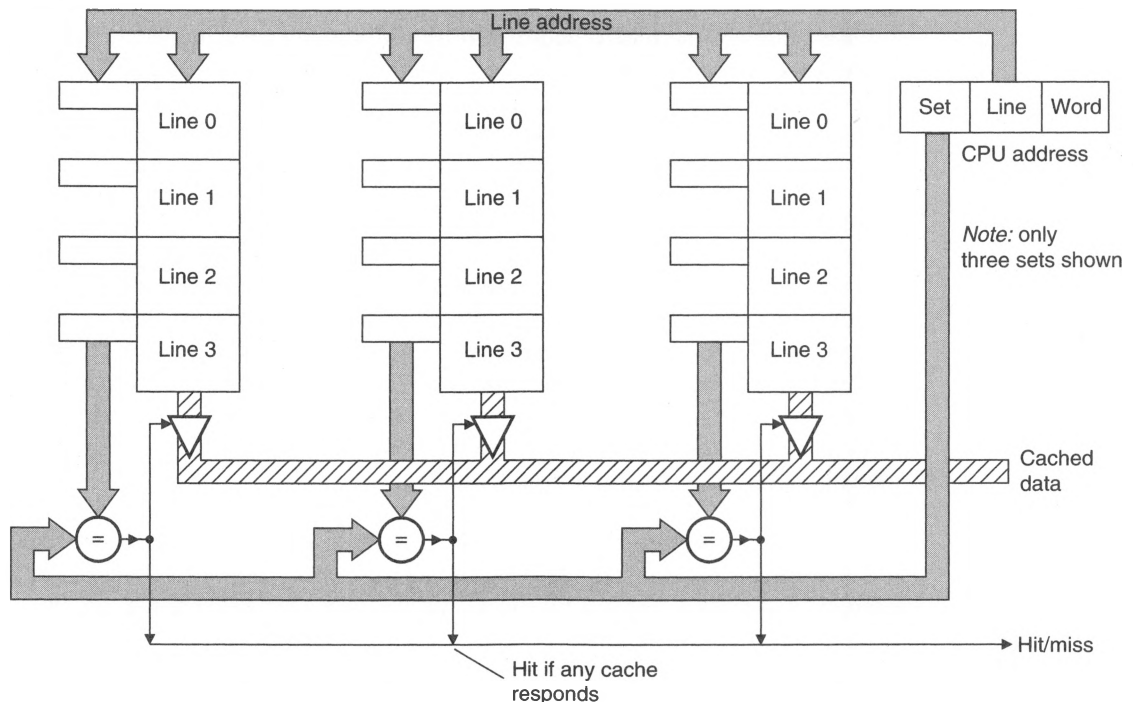 Line address
Line 0
Line 1
Line 2
Line 3
Line 0
Line 1
Line 2
Line 3
Line 0
Line 1
Line 2
Line 3
Set
Line
Word
CPU address
Note: only
three sets shown
Cached
data
=
=
=
Hit/miss
Hit if any cache
responds